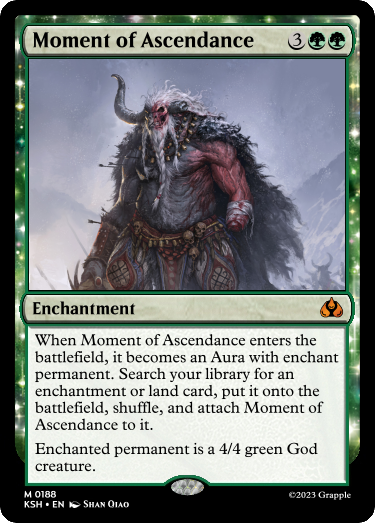 Moment of Ascendance 3
Enchantment
When Moment of Ascendance enters the
battlefield, it becomes an Aura with enchant
permanent. Search your library for an
enchantment or land card, put it onto the
battlefield, shuffle, and attach Moment of
Ascendance to it.
Enchanted permanent is a 4/4 green God
creature.
M 0188
KSH • EN Shan Qiao
©2023 Grapple